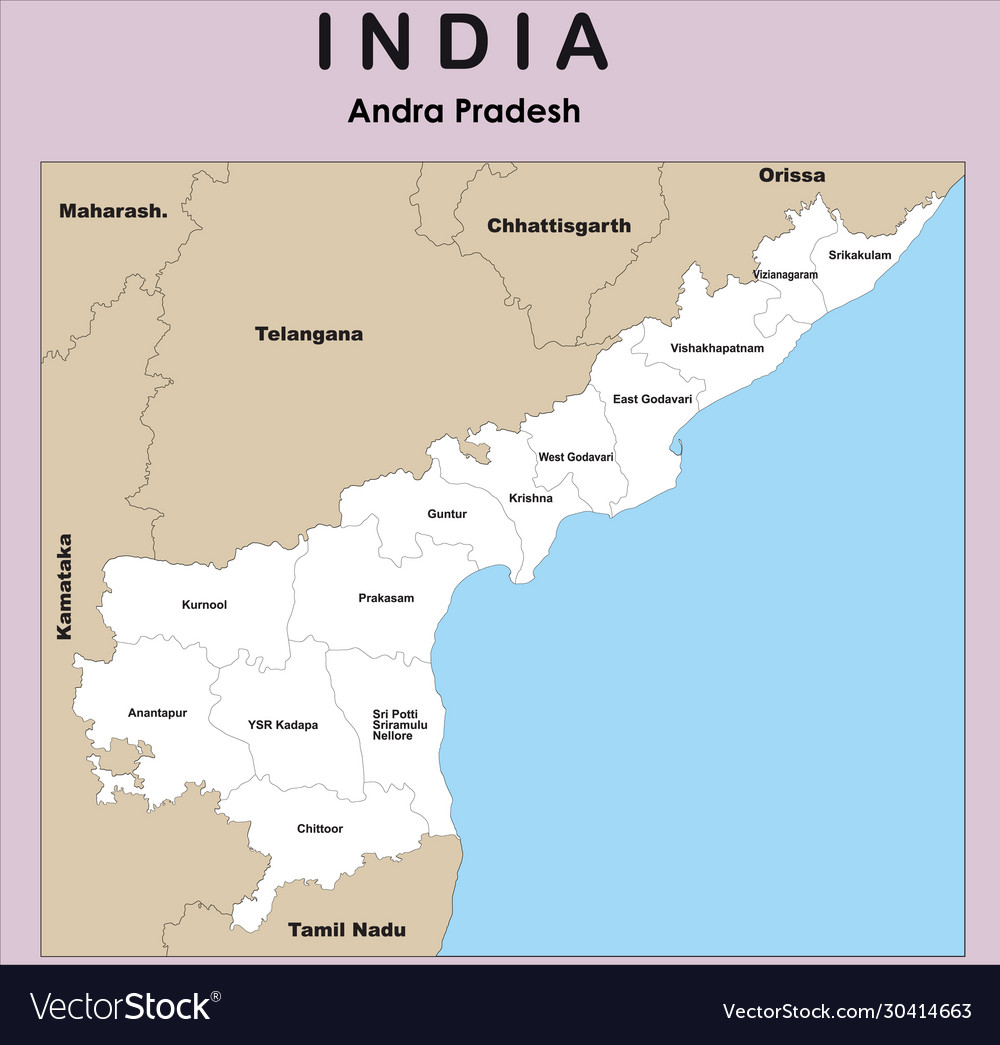 INDIA
Andra Pradesh
Orissa
Maharash.
Chhattisgarth
Srikakulam
Vizianagaram
Telangana
Vishakhapatnam
East Godavari
West Godavari
Krishna
Guntur
Kamataka
Prakasam
Kurnool
Anantapur
YSR Kadapa
Sri Potti
Sriramulu
Nellore
Chittoor
Tamil Nadu
VectorStock®
VectorStock.com/30414663